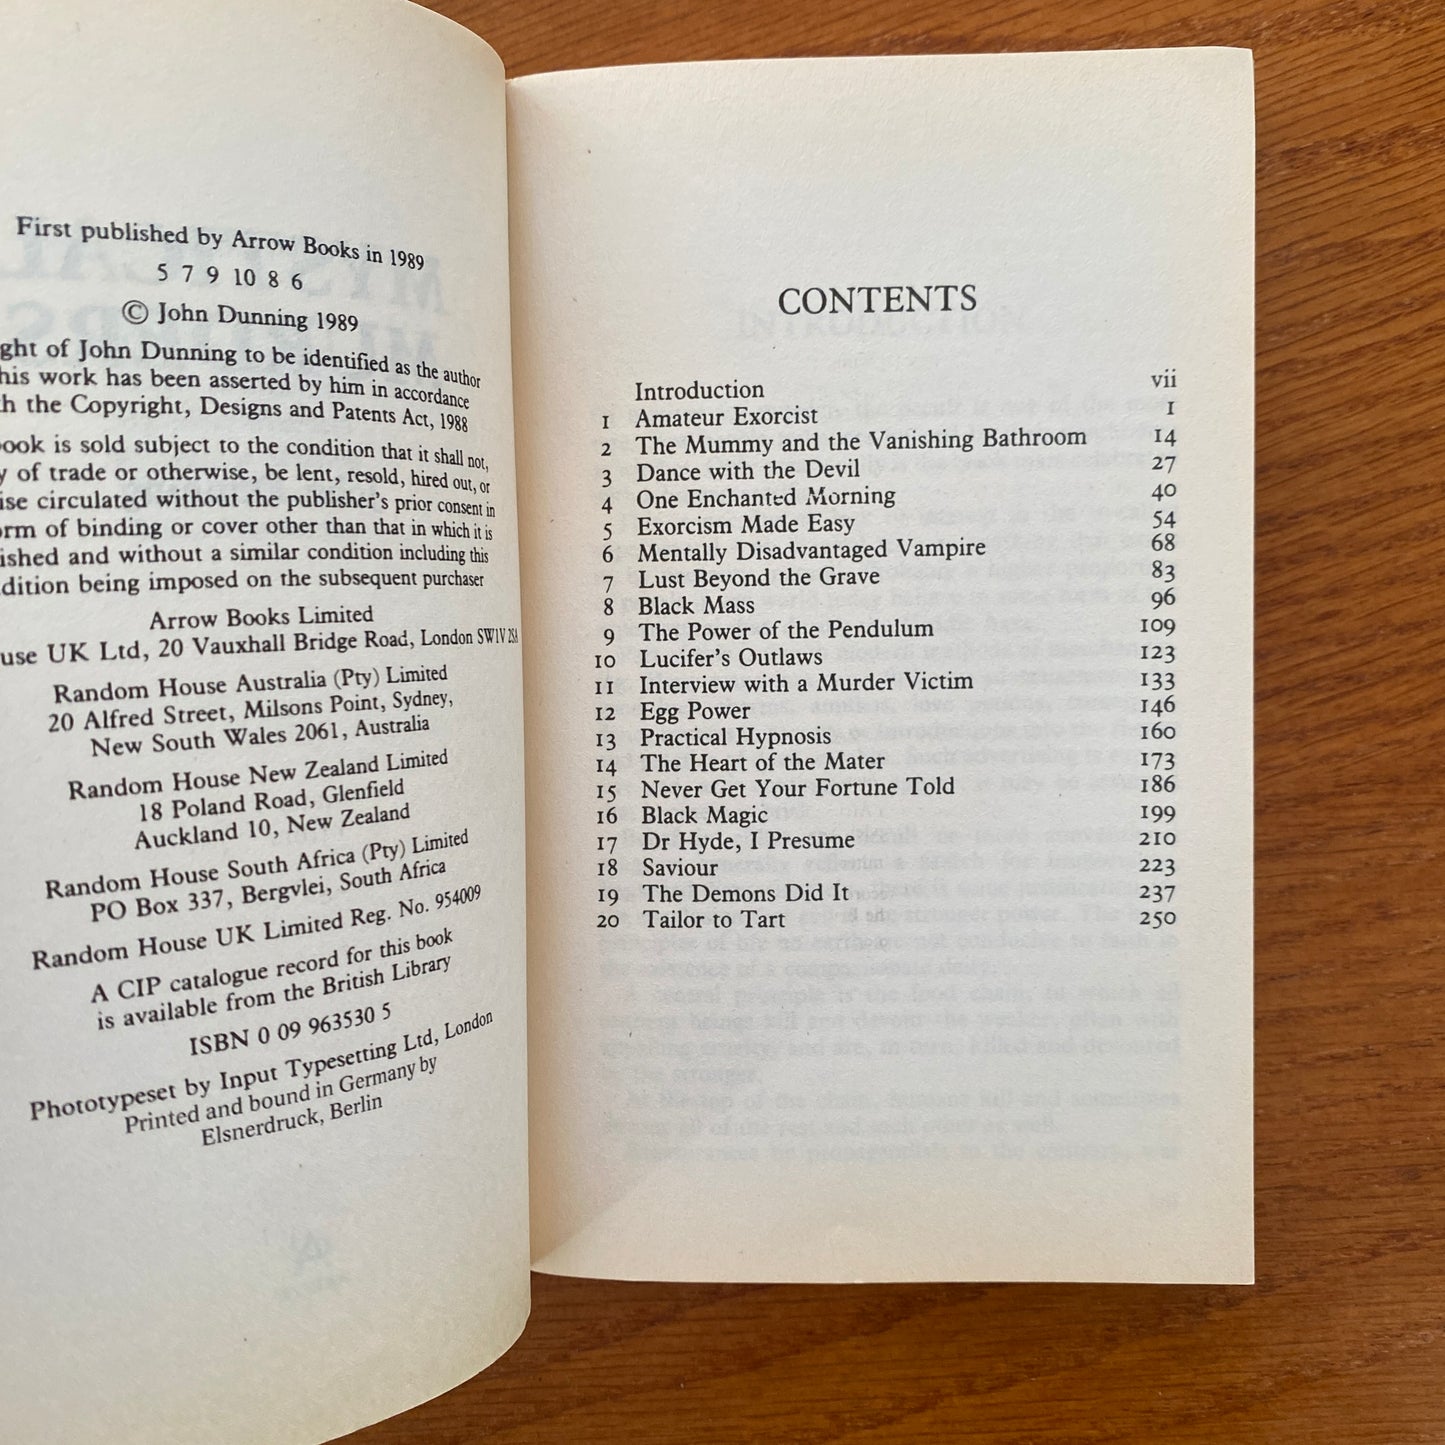 First published by Arrow Books in 1989
5 7 9 10 8 6
© John Dunning 1989
of John Dunning to be identified as the author
work has been asserted by him in accordance
the Copyright, Designs and Patents Act, 1988
is sold subject to the condition that it shall not,
of trade or otherwise, be lent, resold, hired out, or
circulated without the publisher's prior consent in
of binding or cover other than that in which it is
and without a similar condition including this
being imposed on the subsequent purchaser
Arrow Books Limited
UK Ltd, 20 Vauxhall Bridge Road, London SW1V 2SA
Random House Australia (Pty) Limited
20 Alfred Street, Milsons Point, Sydney,
New South Wales 2061, Australia
Random House New Zealand Limited
18 Poland Road, Glenfield
Auckland 10, New Zealand
Random House South Africa (Pty) Limited
PO Box 337, Bergvlei, South Africa
Random House UK Limited Reg. No. 954009
A CIP catalogue record for this book
is available from the British Library
ISBN 0 09 963530 5
Phototypeset by Input Typesetting Ltd, London
Printed and bound in Germany by
Elsnerdruck, Berlin
CONTENTS
Introduction vii
1 Amateur Exorcist 1
2 The Mummy and the Vanishing Bathroom 14
3 Dance with the Devil 27
4 One Enchanted Morning 40
5 Exorcism Made Easy 54
6 Mentally Disadvantaged Vampire 68
7 Lust Beyond the Grave 83
8 Black Mass 96
9 The Power of the Pendulum 109
10 Lucifer's Outlaws 123
11 Interview with a Murder Victim 133
12 Egg Power 146
13 Practical Hypnosis 160
14 The Heart of the Mater 173
15 Never Get Your Fortune Told 186
16 Black Magic 199
17 Dr Hyde, I Presume 210
18 Saviour 223
19 The Demons Did It 237
20 Tailor to Tart 250